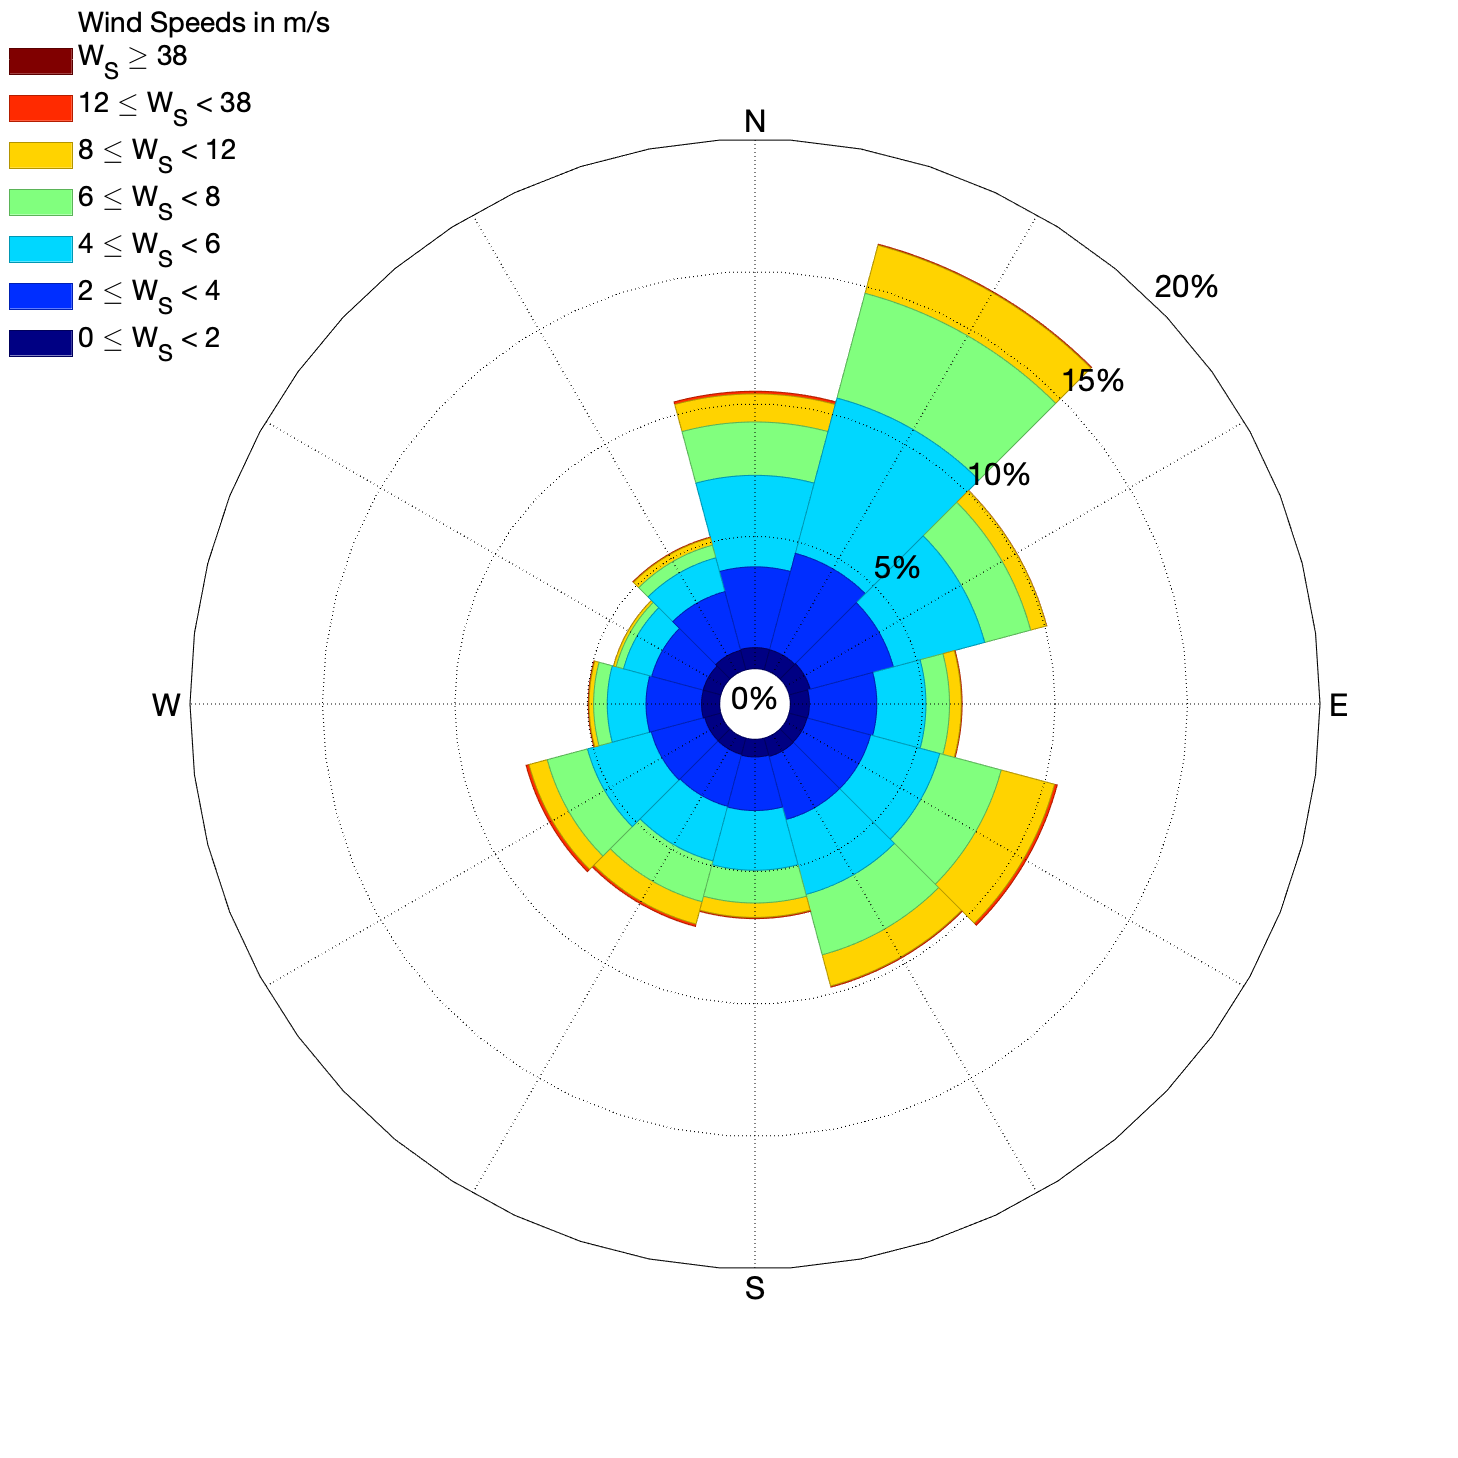 Wind Speeds in m/s
W_S ≥ 38
12 ≤ W_S < 38
8 ≤ W_S < 12
6 ≤ W_S < 8
4 ≤ W_S < 6
2 ≤ W_S < 4
0 ≤ W_S < 2
N
20%
15%
10%
5%
0%
W
E
S